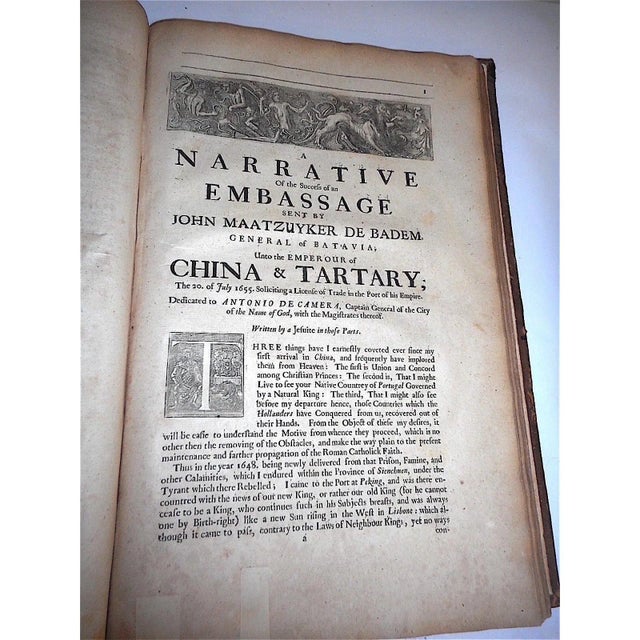 1
A
NARRATIVE
Of the Success of an
EMBASSAGE
SENT BY
JOHN MAATZUYKER DE BADEM,
GENERAL of BATAVIA,
Unto the EMPEROUR of
CHINA & TARTARY;
The 20. of July 1655. Soliciting a License of Trade in the Port of his Empire.
Dedicated to ANTONIO DE CAMERA, Captain General of the City
of the Name of God, with the Magistrates thereof.
Written by a Jesuite in those Parts.
THREE things have I earnestly coveted ever since my
first arrival in China, and frequently have implored
them from Heaven: The first is Union and Concord
among Christian Princes: The second is, That I might
Live to see your Native Countrey of Portugal Governed
by a Natural King: The third, That I might also see
before my departure hence, those Countries which the
Hollanders have Conquered from us, recovered out of
their Hands. From the Object of these my desires, it
will be easie to understand the Motive from whence they proceed, which is no
other then the removing of the Obstacles, and make the way plain to the present
maintenance and farther propagation of the Roman Catholick Faith.
Thus in the year 1648. being newly delivered from that Prison, Famine, and
other Calamities, which I endured within the Province of Suenchuen, under the
Tyrant which there Rebelled; I came to the Port at Peking, and was there en-
countred with the news of our new King, or rather our old King (for he cannot
cease to be a King, who continues such in his Subjects breasts, and was always
one by Birth-right) like a new Sun rising in the West in Lisbone: which al-
though it came to pass, contrary to the Laws of Neighbour Kings, yet no ways
a con-